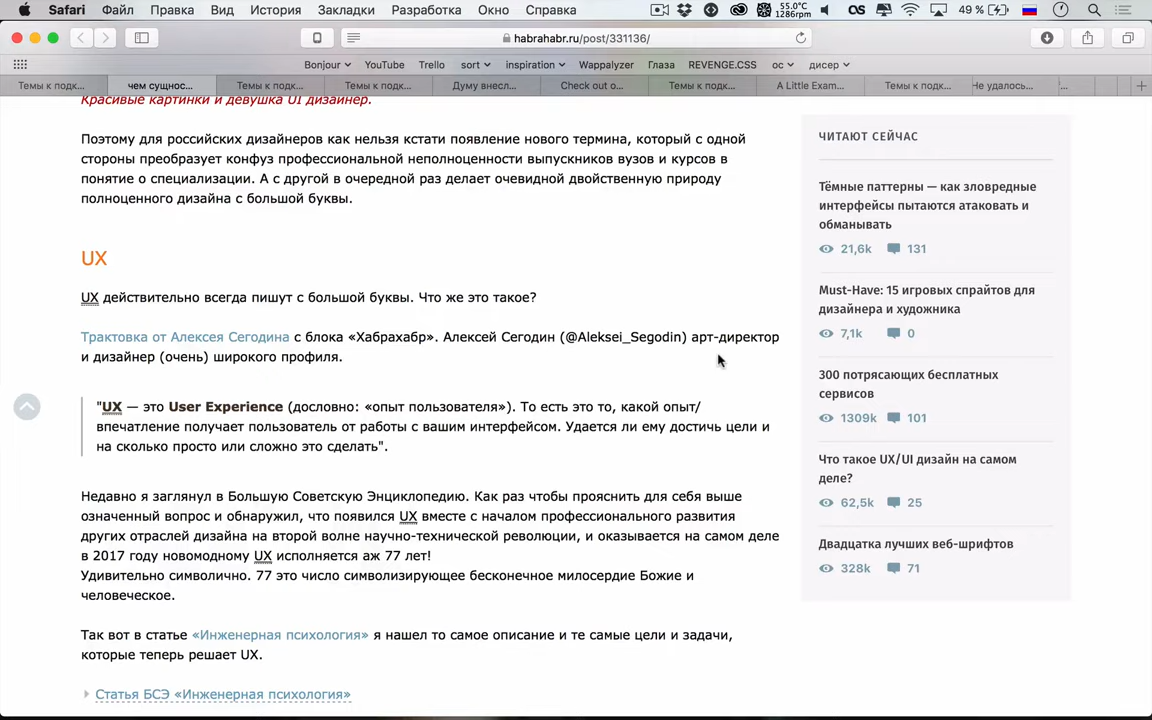 Safari Файл Правка Вид История Закладки Разработка Окно Справка 55.0°C 1286rpm 49 %
habrahabr.ru/post/331136/
Bonjour YouTube Trello sort inspiration Wappalyzer Глаза REVENGE.CSS ос дисер
Темы к подк... чем сущнос... Темы к подк... Темы к подк... Думу внесл... Check out о... Темы к подк... A Little Exam... Темы к подк... Не удалось...
Красивые картинки и девушка UI дизайнер.
Поэтому для российских дизайнеров как нельзя кстати появление нового термина, который с одной
стороны преобразует конфуз профессиональной неполноценности выпускников вузов и курсов в
понятие о специализации. А с другой в очередной раз делает очевидной двойственную природу
полноценного дизайна с большой буквы.
UX
UX действительно всегда пишут с большой буквы. Что же это такое?
Трактовка от Алексея Сегодина с блока «Хабрахабр». Алексей Сегодин (@Aleksei_Segodin) арт-директор
и дизайнер (очень) широкого профиля.
"UX — это User Experience (дословно: «опыт пользователя»). То есть это то, какой опыт/
впечатление получает пользователь от работы с вашим интерфейсом. Удается ли ему достичь цели и
на сколько просто или сложно это сделать".
Недавно я заглянул в Большую Советскую Энциклопедию. Как раз чтобы прояснить для себя выше
означенный вопрос и обнаружил, что появился UX вместе с началом профессионального развития
других отраслей дизайна на второй волне научно-технической революции, и оказывается на самом деле
в 2017 году новомодному UX исполняется аж 77 лет!
Удивительно символично. 77 это число символизирующее бесконечное милосердие Божие и
человеческое.
Так вот в статье «Инженерная психология» я нашел то самое описание и те самые цели и задачи,
которые теперь решает UX.
Статья БСЭ «Инженерная психология»
ЧИТАЮТ СЕЙЧАС
Тёмные паттерны — как зловредные
интерфейсы пытаются атаковать и
обманывать
21,6k 131
Must-Have: 15 игровых спрайтов для
дизайнера и художника
7,1k 0
300 потрясающих бесплатных
сервисов
1309k 101
Что такое UX/UI дизайн на самом
деле?
62,5k 25
Двадцатка лучших веб-шрифтов
328k 71